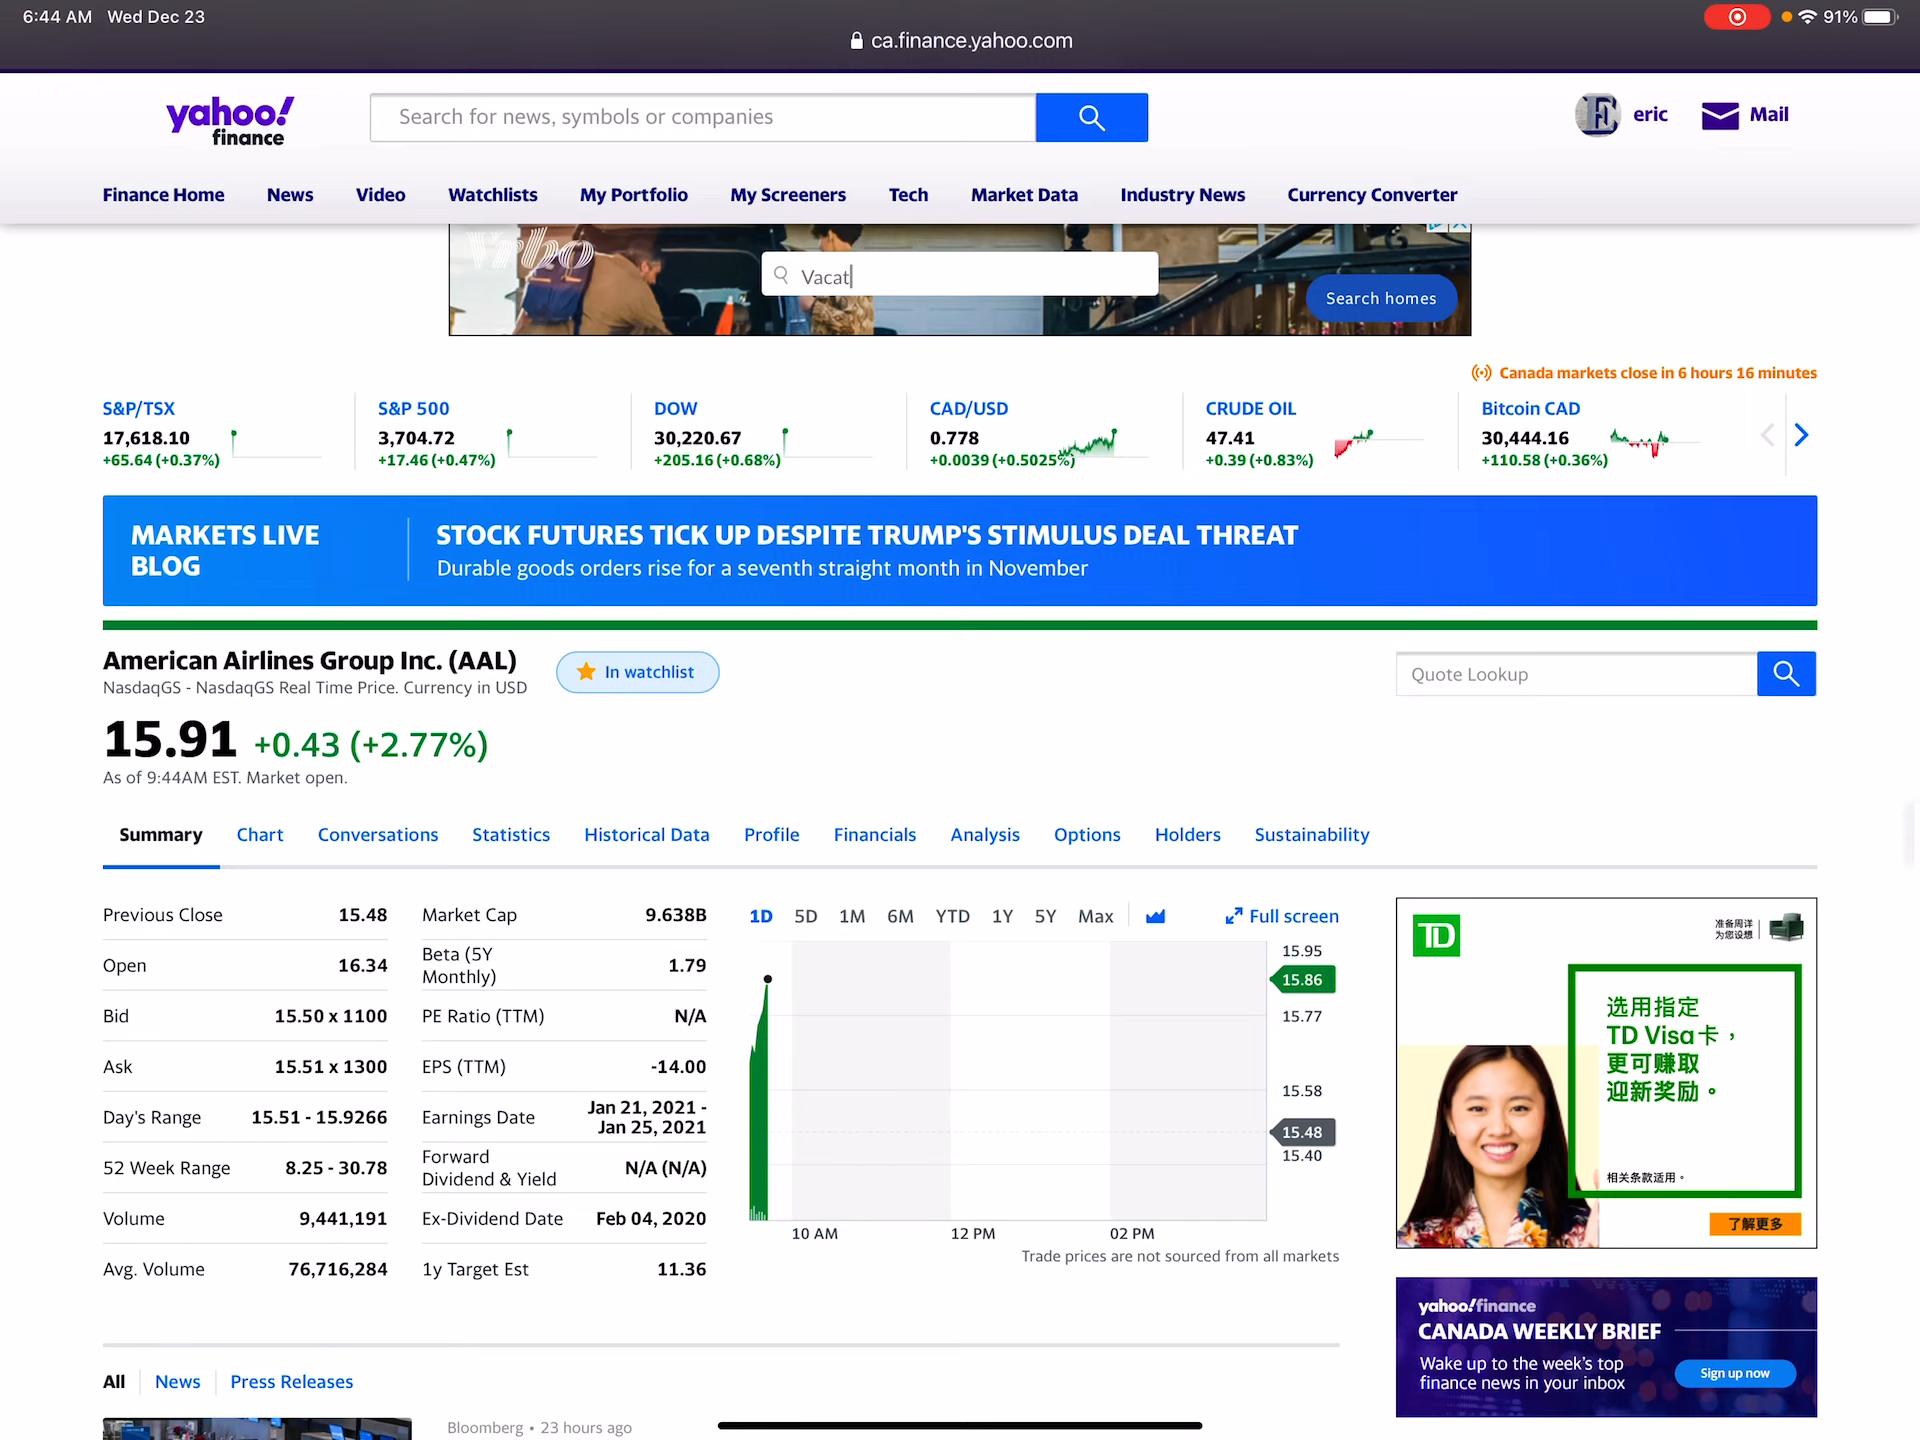 6:44 AM Wed Dec 23
91%
ca.finance.yahoo.com
yahoo!
finance
Search for news, symbols or companies
eric
Mail
Finance Home News Video Watchlists My Portfolio My Screeners Tech Market Data Industry News Currency Converter
Vrbo
Vacat
Search homes
Canada markets close in 6 hours 16 minutes
S&P/TSX
17,618.10
+65.64 (+0.37%)
S&P 500
3,704.72
+17.46 (+0.47%)
DOW
30,220.67
+205.16 (+0.68%)
CAD/USD
0.778
+0.0039 (+0.5025%)
CRUDE OIL
47.41
+0.39 (+0.83%)
Bitcoin CAD
30,444.16
+110.58 (+0.36%)
MARKETS LIVE
BLOG
STOCK FUTURES TICK UP DESPITE TRUMP'S STIMULUS DEAL THREAT
Durable goods orders rise for a seventh straight month in November
American Airlines Group Inc. (AAL)
NasdaqGS - NasdaqGS Real Time Price. Currency in USD
In watchlist
Quote Lookup
15.91 +0.43 (+2.77%)
As of 9:44AM EST. Market open.
Summary Chart Conversations Statistics Historical Data Profile Financials Analysis Options Holders Sustainability
Previous Close 15.48
Open 16.34
Bid 15.50 x 1100
Ask 15.51 x 1300
Day's Range 15.51 - 15.9266
52 Week Range 8.25 - 30.78
Volume 9,441,191
Avg. Volume 76,716,284
Market Cap 9.638B
Beta (5Y
Monthly) 1.79
PE Ratio (TTM) N/A
EPS (TTM) -14.00
Earnings Date Jan 21, 2021 -
Jan 25, 2021
Forward
Dividend & Yield N/A (N/A)
Ex-Dividend Date Feb 04, 2020
1y Target Est 11.36
1D 5D 1M 6M YTD 1Y 5Y Max
Full screen
15.95
15.86
15.77
15.58
15.48
15.40
10 AM 12 PM 02 PM
Trade prices are not sourced from all markets
TD
准备周详
为您设想
选用指定
TD Visa卡，
更可赚取
迎新奖励。
相关条款适用。
了解更多
yahoo!finance
CANADA WEEKLY BRIEF
Wake up to the week's top
finance news in your inbox
Sign up now
All News Press Releases
Bloomberg • 23 hours ago